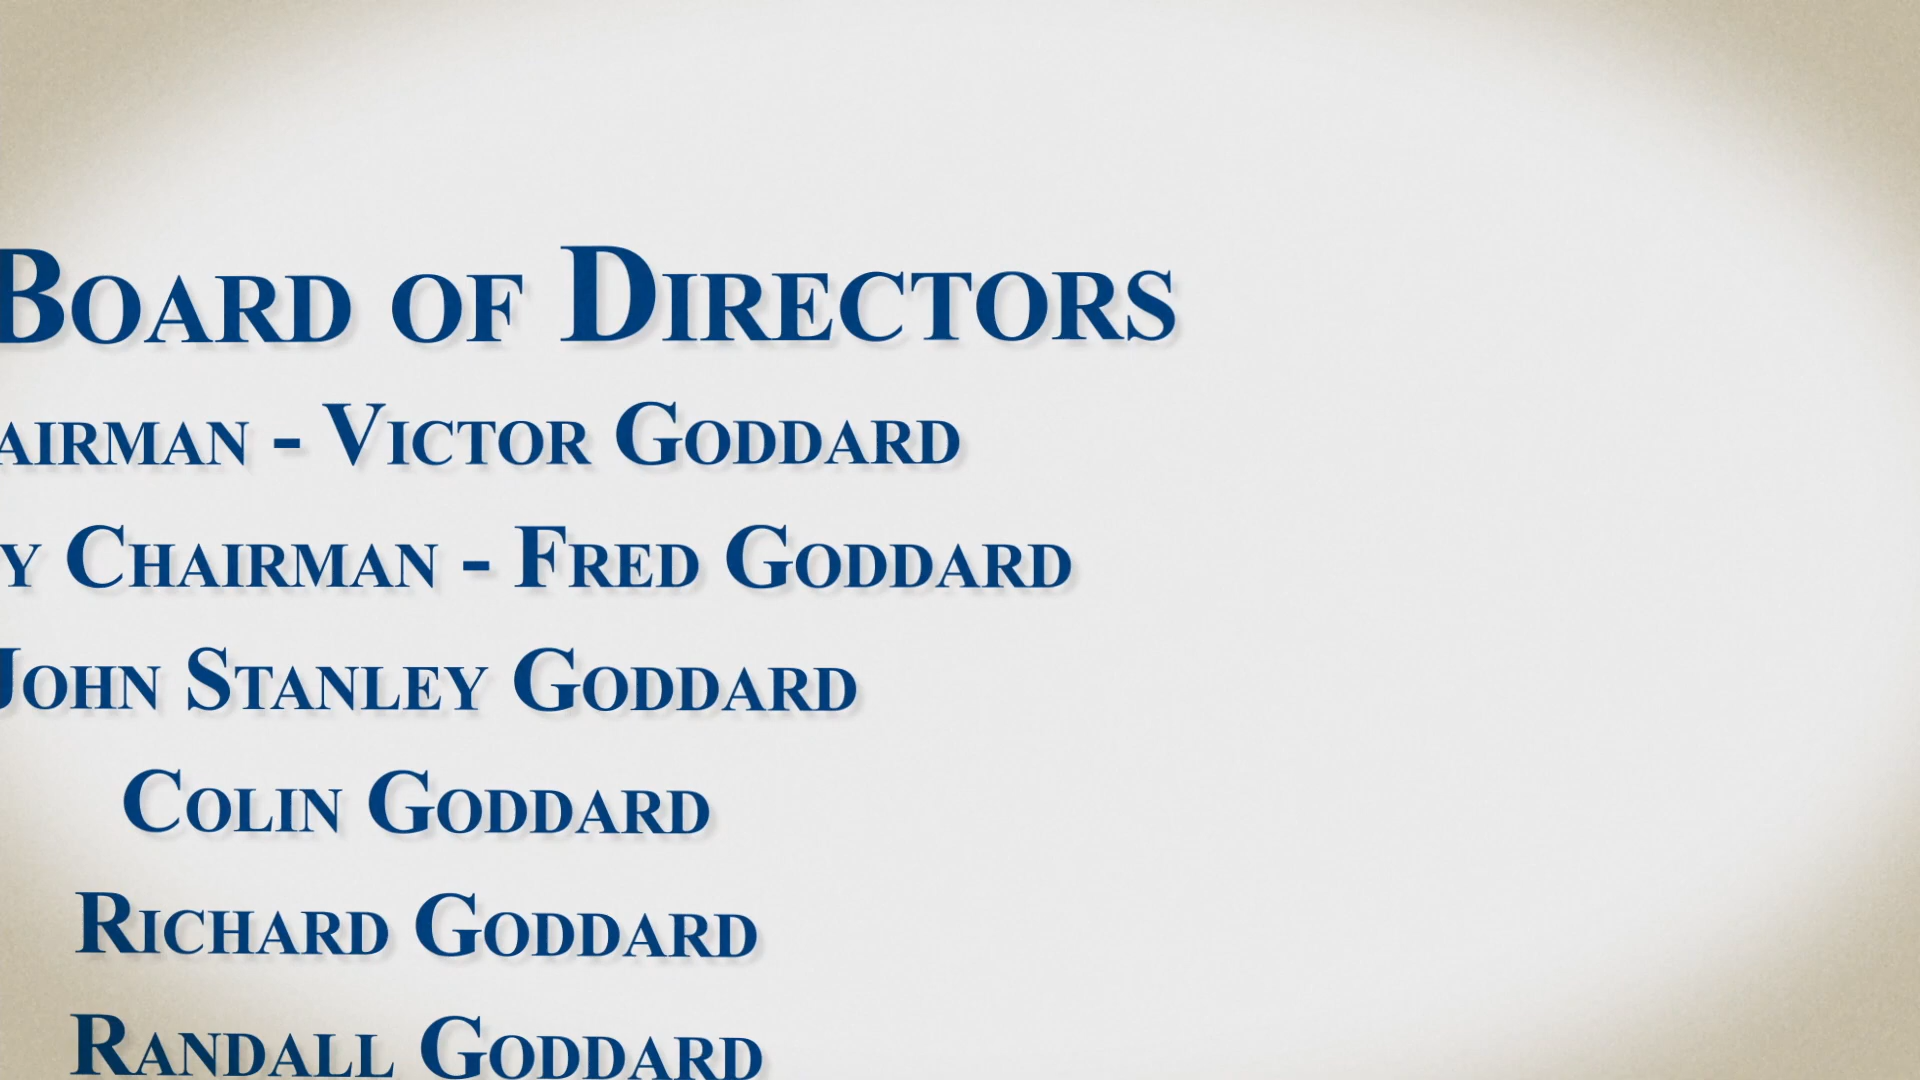 Board of Directors
airman - Victor Goddard
y Chairman - Fred Goddard
John Stanley Goddard
Colin Goddard
Richard Goddard
Randall Goddard